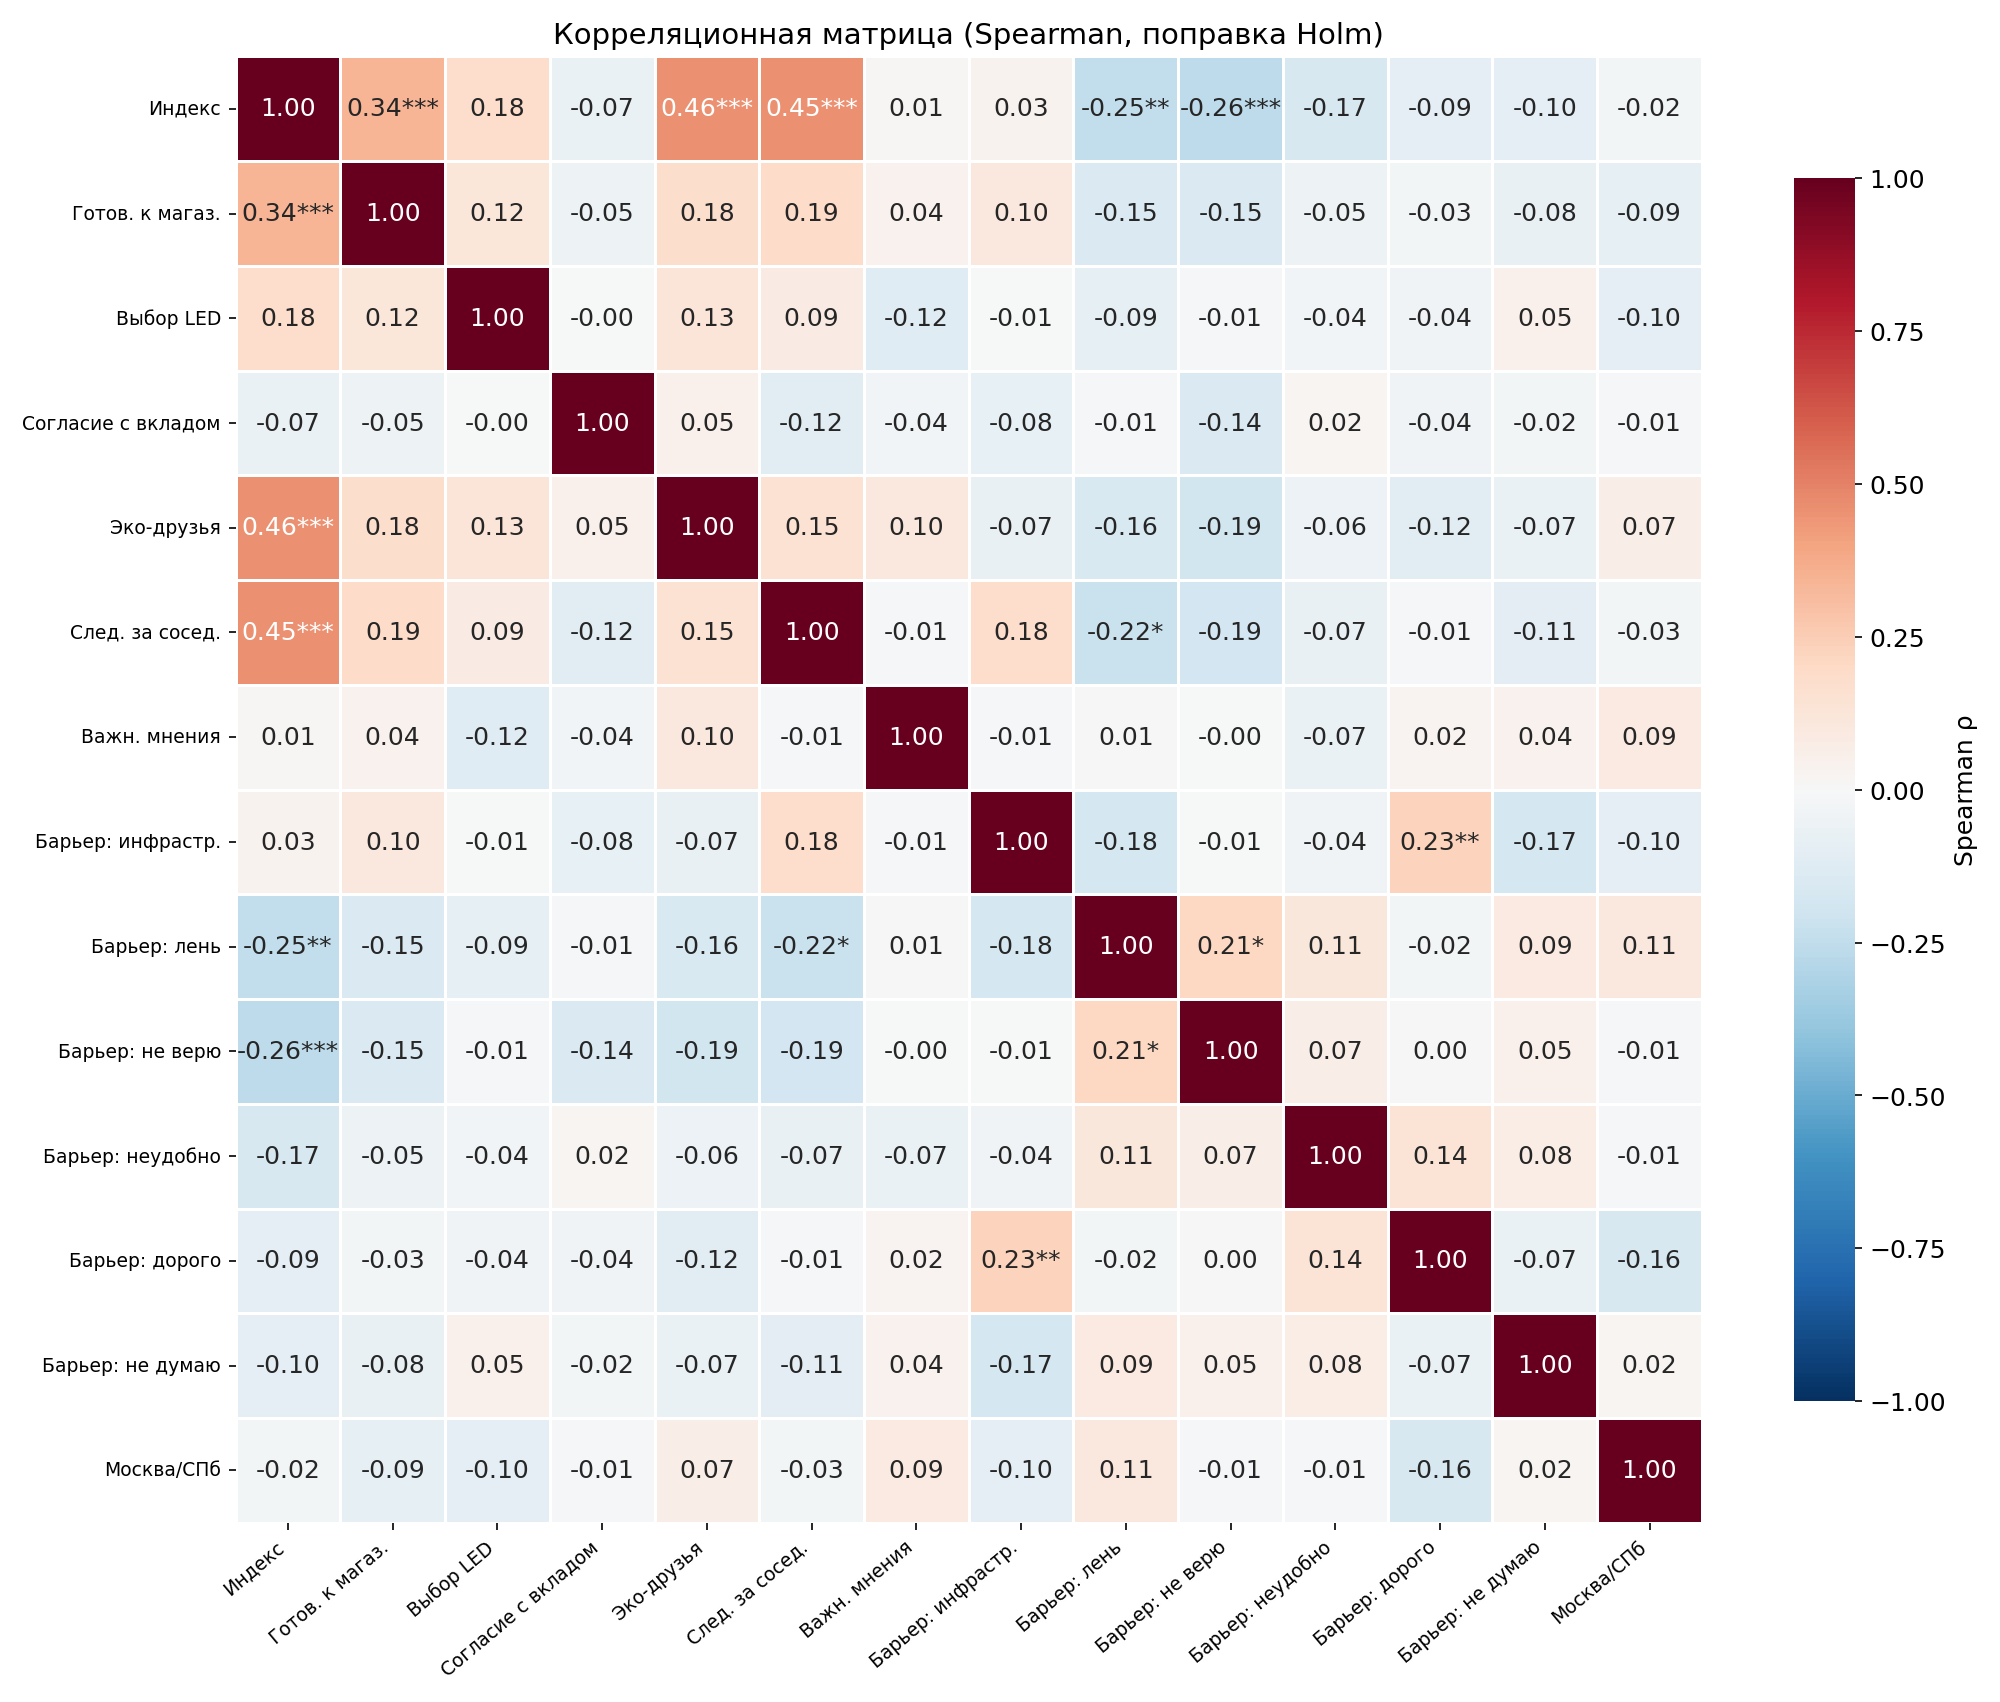 Корреляционная матрица (Spearman, поправка Holm)
Индекс 1.00 0.34*** 0.18 -0.07 0.46*** 0.45*** 0.01 0.03 -0.25** -0.26*** -0.17 -0.09 -0.10 -0.02
Готов. к магаз. 0.34*** 1.00 0.12 -0.05 0.18 0.19 0.04 0.10 -0.15 -0.15 -0.05 -0.03 -0.08 -0.09
Выбор LED 0.18 0.12 1.00 -0.00 0.13 0.09 -0.12 -0.01 -0.09 -0.01 -0.04 -0.04 0.05 -0.10
Согласие с вкладом -0.07 -0.05 -0.00 1.00 0.05 -0.12 -0.04 -0.08 -0.01 -0.14 0.02 -0.04 -0.02 -0.01
Эко-друзья 0.46*** 0.18 0.13 0.05 1.00 0.15 0.10 -0.07 -0.16 -0.19 -0.06 -0.12 -0.07 0.07
След. за сосед. 0.45*** 0.19 0.09 -0.12 0.15 1.00 -0.01 0.18 -0.22* -0.19 -0.07 -0.01 -0.11 -0.03
Важн. мнения 0.01 0.04 -0.12 -0.04 0.10 -0.01 1.00 -0.01 0.01 -0.00 -0.07 0.02 0.04 0.09
Барьер: инфрастр. 0.03 0.10 -0.01 -0.08 -0.07 0.18 -0.01 1.00 -0.18 -0.01 -0.04 0.23** -0.17 -0.10
Барьер: лень -0.25** -0.15 -0.09 -0.01 -0.16 -0.22* 0.01 -0.18 1.00 0.21* 0.11 -0.02 0.09 0.11
Барьер: не верю -0.26*** -0.15 -0.01 -0.14 -0.19 -0.19 -0.00 -0.01 0.21* 1.00 0.07 0.00 0.05 -0.01
Барьер: неудобно -0.17 -0.05 -0.04 0.02 -0.06 -0.07 -0.07 -0.04 0.11 0.07 1.00 0.14 0.08 -0.01
Барьер: дорого -0.09 -0.03 -0.04 -0.04 -0.12 -0.01 0.02 0.23** -0.02 0.00 0.14 1.00 -0.07 -0.16
Барьер: не думаю -0.10 -0.08 0.05 -0.02 -0.07 -0.11 0.04 -0.17 0.09 0.05 0.08 -0.07 1.00 0.02
Москва/СПб -0.02 -0.09 -0.10 -0.01 0.07 -0.03 0.09 -0.10 0.11 -0.01 -0.01 -0.16 0.02 1.00
Индекс
Готов. к магаз.
Выбор LED
Согласие с вкладом
Эко-друзья
След. за сосед.
Важн. мнения
Барьер: инфрастр.
Барьер: лень
Барьер: не верю
Барьер: неудобно
Барьер: дорого
Барьер: не думаю
Москва/СПб
1.00
0.75
0.50
0.25
0.00
−0.25
−0.50
−0.75
−1.00
Spearman ρ